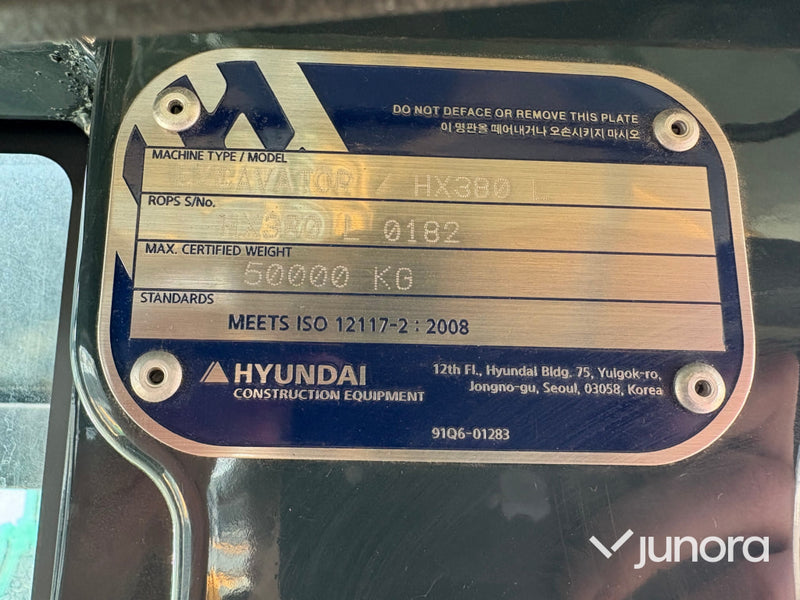 DO NOT DEFACE OR REMOVE THIS PLATE
이 명판을 떼어내거나 오손시키지 마시오
MACHINE TYPE / MODEL
EXCAVATOR / HX380 L
ROPS S/No.
HX380 L 0182
MAX. CERTIFIED WEIGHT
50000 KG
STANDARDS
MEETS ISO 12117-2 : 2008
HYUNDAI
CONSTRUCTION EQUIPMENT
12th Fl., Hyundai Bldg. 75, Yulgok-ro,
Jongno-gu, Seoul, 03058, Korea
91Q6-01283
junora